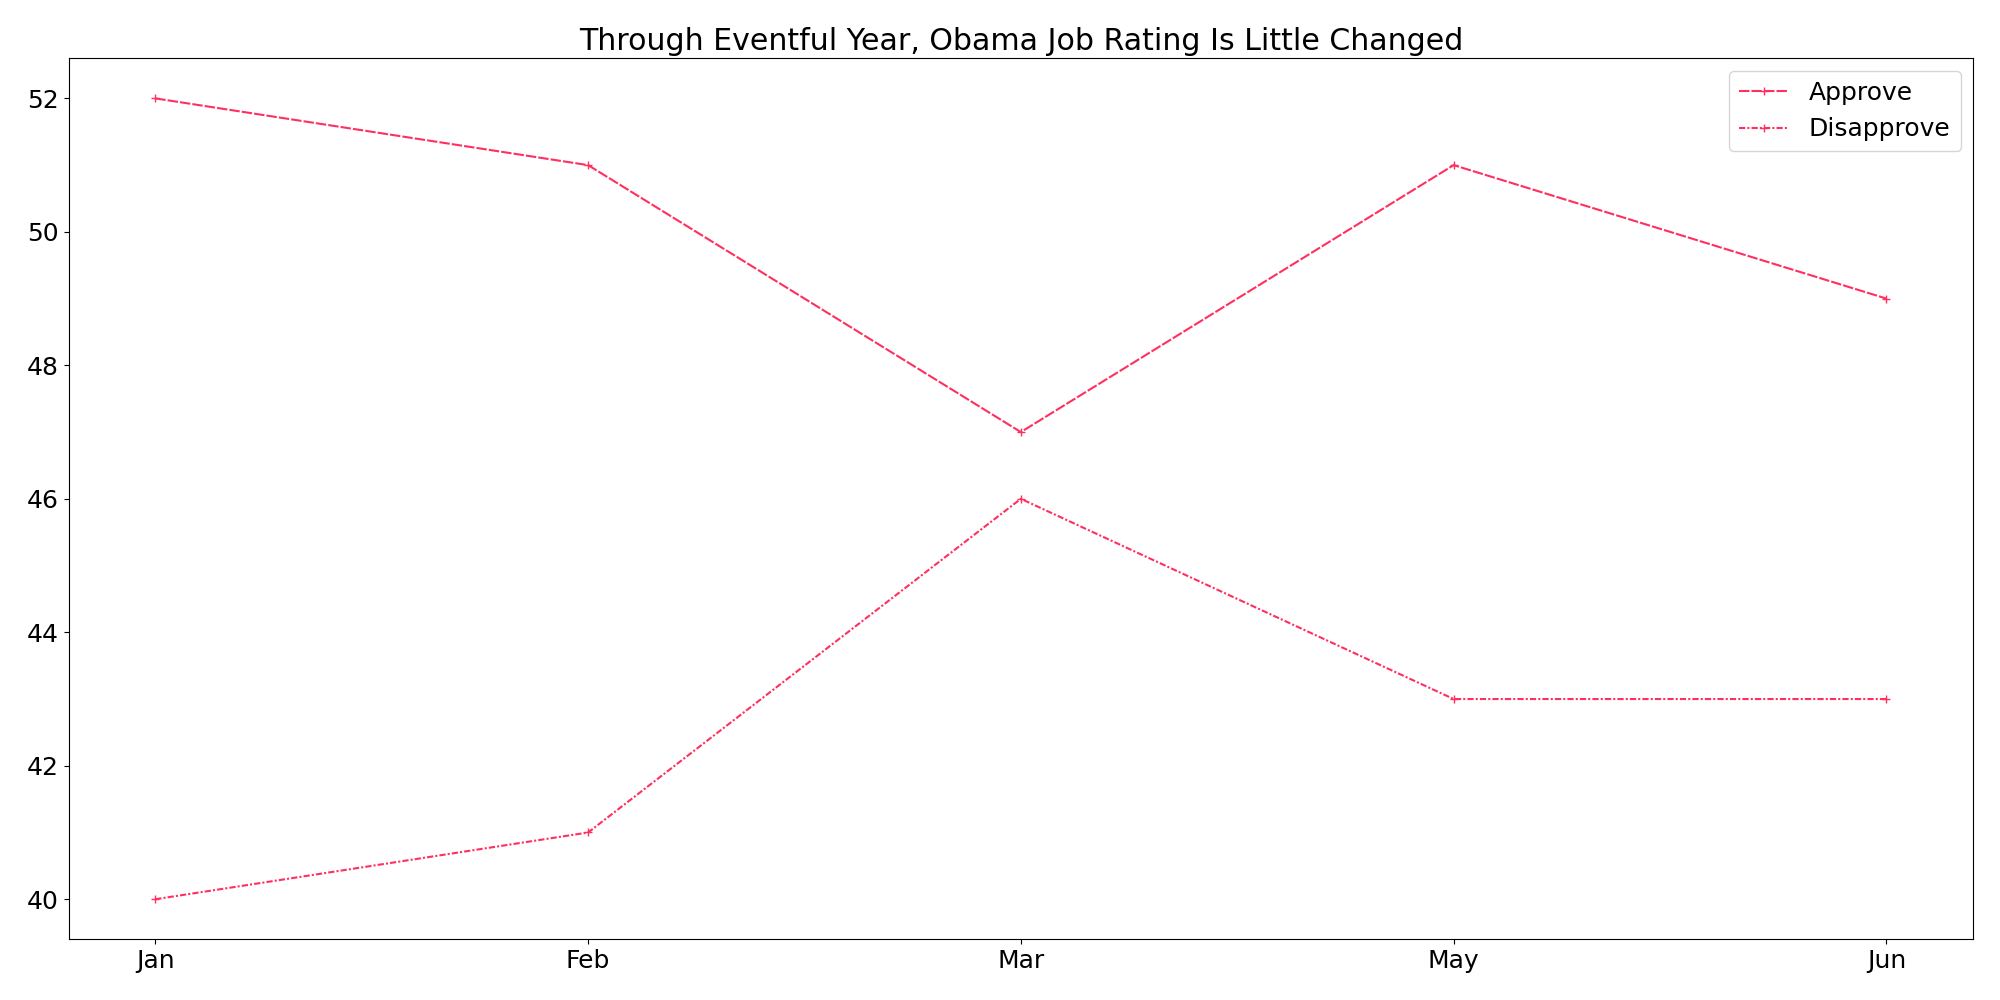 Through Eventful Year, Obama Job Rating Is Little Changed
Approve
Disapprove
52
50
48
46
44
42
40
Jan Feb Mar May Jun